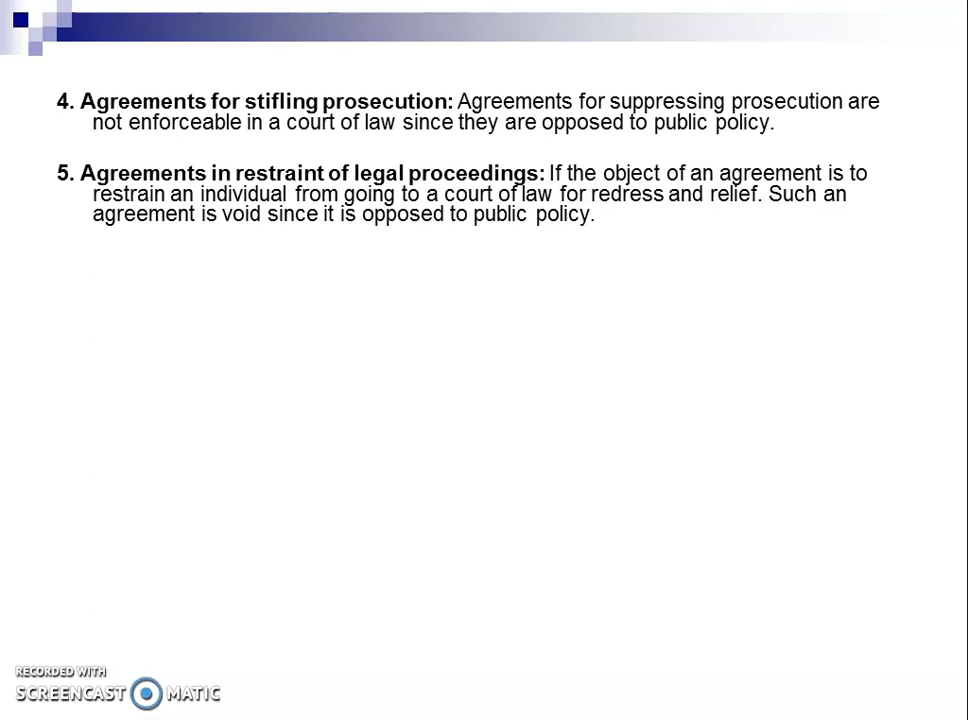 4. Agreements for stifling prosecution: Agreements for suppressing prosecution are
not enforceable in a court of law since they are opposed to public policy.
5. Agreements in restraint of legal proceedings: If the object of an agreement is to
restrain an individual from going to a court of law for redress and relief. Such an
agreement is void since it is opposed to public policy.
RECORDED WITH
SCREENCAST MATIC